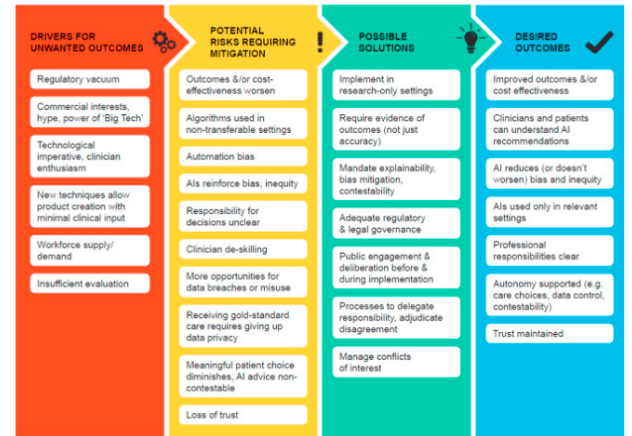 DRIVERS FOR
UNWANTED OUTCOMES
Regulatory vacuum
Commercial interests,
hype, power of 'Big Tech'
Technological
imperative, clinician
enthusiasm
New techniques allow
product creation with
minimal clinical input
Workforce supply/
demand
Insufficient evaluation
POTENTIAL
RISKS REQUIRING
MITIGATION
Outcomes &/or cost-
effectiveness worsen
Algorithms used in
non-transferable settings
Automation bias
AIs reinforce bias, inequity
Responsibility for
decisions unclear
Clinician de-skilling
More opportunities for
data breaches or misuse
Receiving gold-standard
care requires giving up
data privacy
Meaningful patient choice
diminishes, AI advice non-
contestable
Loss of trust
POSSIBLE
SOLUTIONS
Implement in
research-only settings
Require evidence of
outcomes (not just
accuracy)
Mandate explainability,
bias mitigation,
contestability
Adequate regulatory
& legal governance
Public engagement &
deliberation before &
during implementation
Processes to delegate
responsibility, adjudicate
disagreement
Manage conflicts
of interest
DESIRED
OUTCOMES
Improved outcomes &/or
cost effectiveness
Clinicians and patients
can understand AI
recommendations
AI reduces (or doesn't
worsen) bias and inequity
AIs used only in relevant
settings
Professional
responsibilities clear
Autonomy supported (e.g.
care choices, data control,
contestability)
Trust maintained